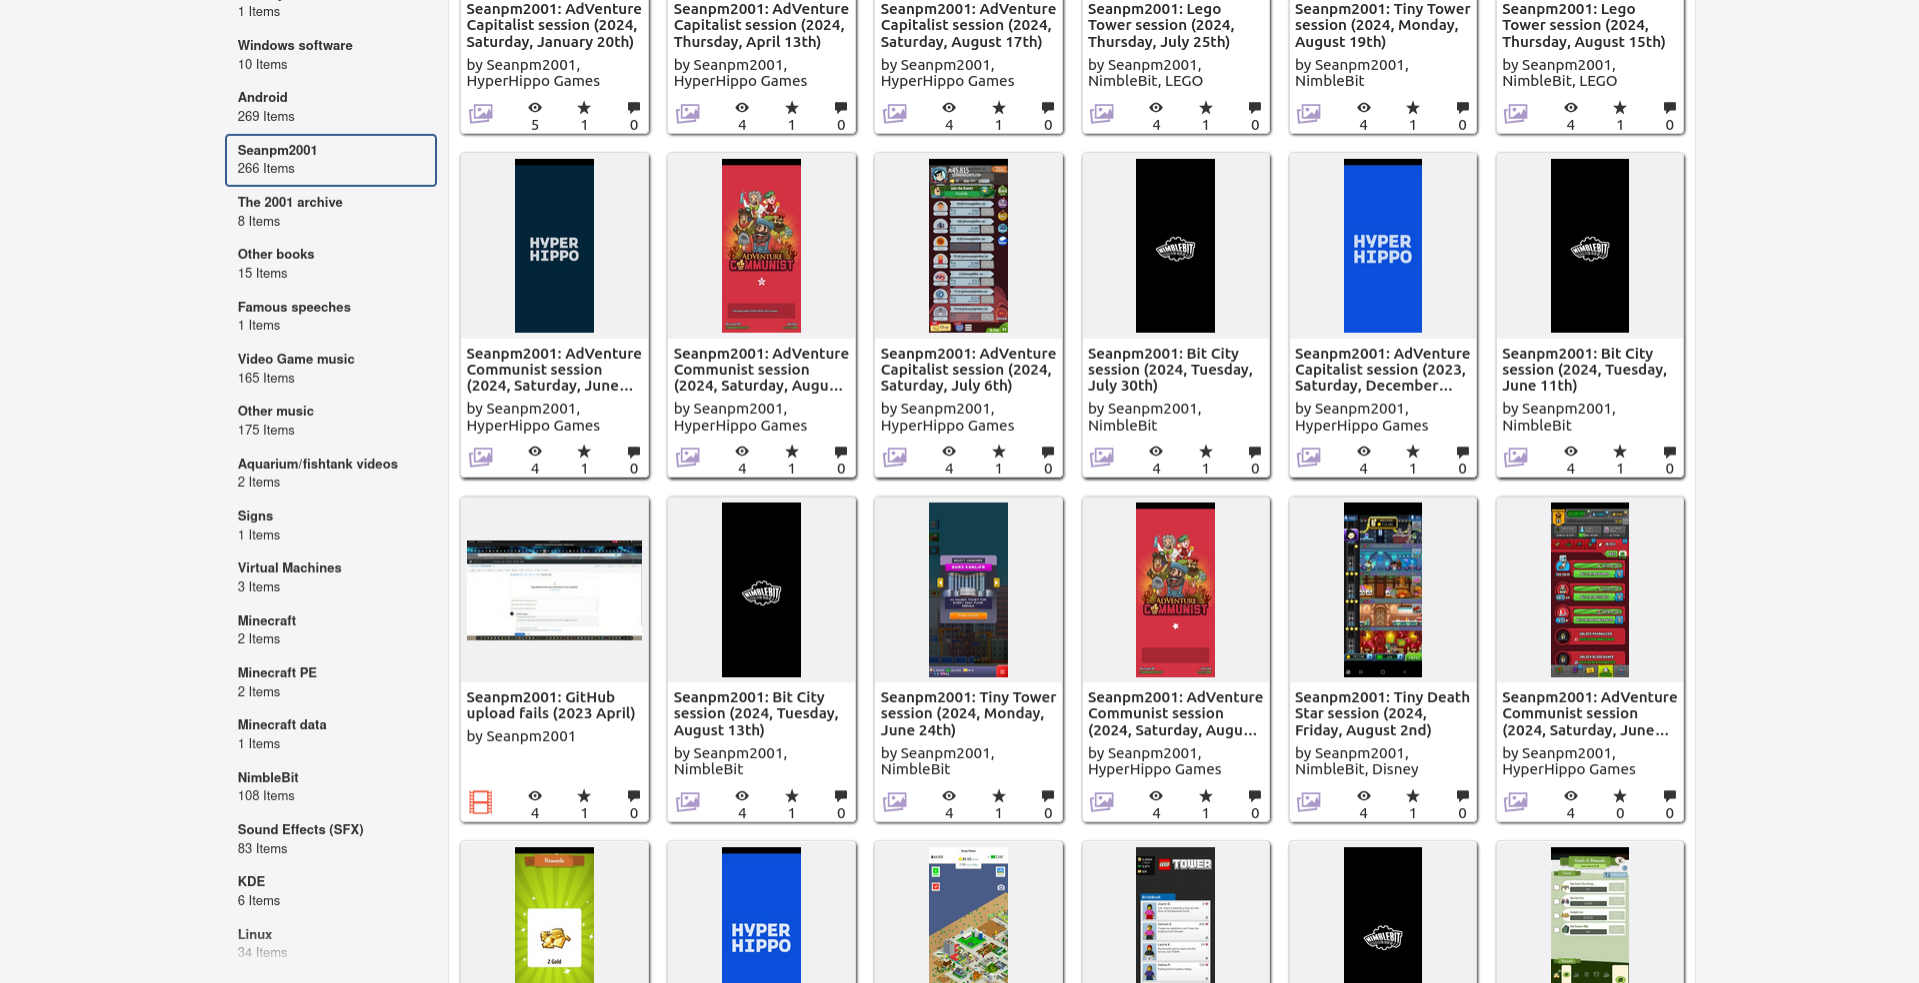 1 Items
Windows software
10 Items
Android
269 Items
Seanpm2001
266 Items
The 2001 archive
8 Items
Other books
15 Items
Famous speeches
1 Items
Video Game music
165 Items
Other music
175 Items
Aquarium/fishtank videos
2 Items
Signs
1 Items
Virtual Machines
3 Items
Minecraft
2 Items
Minecraft PE
2 Items
Minecraft data
1 Items
NimbleBit
108 Items
Sound Effects (SFX)
83 Items
KDE
6 Items
Linux
34 Items
Seanpm2001: AdVenture
Capitalist session (2024,
Saturday, January 20th)
by Seanpm2001,
HyperHippo Games
5 1 0
Seanpm2001: AdVenture
Capitalist session (2024,
Thursday, April 13th)
by Seanpm2001,
HyperHippo Games
4 1 0
Seanpm2001: AdVenture
Capitalist session (2024,
Saturday, August 17th)
by Seanpm2001,
HyperHippo Games
4 1 0
Seanpm2001: Lego
Tower session (2024,
Thursday, July 25th)
by Seanpm2001,
NimbleBit, LEGO
4 1 0
Seanpm2001: Tiny Tower
session (2024, Monday,
August 19th)
by Seanpm2001,
NimbleBit
4 1 0
Seanpm2001: Lego
Tower session (2024,
Thursday, August 15th)
by Seanpm2001,
NimbleBit, LEGO
4 1 0
HYPER
HIPPO
Seanpm2001: AdVenture
Communist session
(2024, Saturday, June...
by Seanpm2001,
HyperHippo Games
4 1 0
ADVENTURE
COMMUNIST
Seanpm2001: AdVenture
Communist session
(2024, Saturday, Augu...
by Seanpm2001,
HyperHippo Games
4 1 0
Seanpm2001: AdVenture
Capitalist session (2024,
Saturday, July 6th)
by Seanpm2001,
HyperHippo Games
4 1 0
NIMBLEBIT
Seanpm2001: Bit City
session (2024, Tuesday,
July 30th)
by Seanpm2001,
NimbleBit
4 1 0
HYPER
HIPPO
Seanpm2001: AdVenture
Capitalist session (2023,
Saturday, December...
by Seanpm2001,
HyperHippo Games
4 1 0
NIMBLEBIT
Seanpm2001: Bit City
session (2024, Tuesday,
June 11th)
by Seanpm2001,
NimbleBit
4 1 0
Seanpm2001: GitHub
upload fails (2023 April)
by Seanpm2001
4 1 0
NIMBLEBIT
Seanpm2001: Bit City
session (2024, Tuesday,
August 13th)
by Seanpm2001,
NimbleBit
4 1 0
Seanpm2001: Tiny Tower
session (2024, Monday,
June 24th)
by Seanpm2001,
NimbleBit
4 1 0
ADVENTURE
COMMUNIST
Seanpm2001: AdVenture
Communist session
(2024, Saturday, Augu...
by Seanpm2001,
HyperHippo Games
4 1 0
Seanpm2001: Tiny Death
Star session (2024,
Friday, August 2nd)
by Seanpm2001,
NimbleBit, Disney
4 1 0
Seanpm2001: AdVenture
Communist session
(2024, Saturday, June...
by Seanpm2001,
HyperHippo Games
4 0 0
Rewards
2 Gold
HYPER
HIPPO
LEGO TOWER
NIMBLEBIT